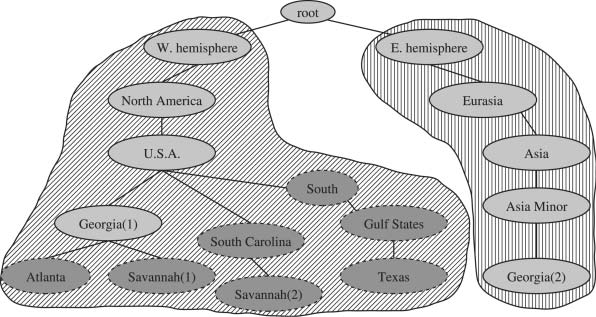 root
W. hemisphere
E. hemisphere
North America
Eurasia
U.S.A.
Asia
South
Asia Minor
Georgia(1)
Gulf States
South Carolina
Atlanta
Savannah(1)
Texas
Georgia(2)
Savannah(2)